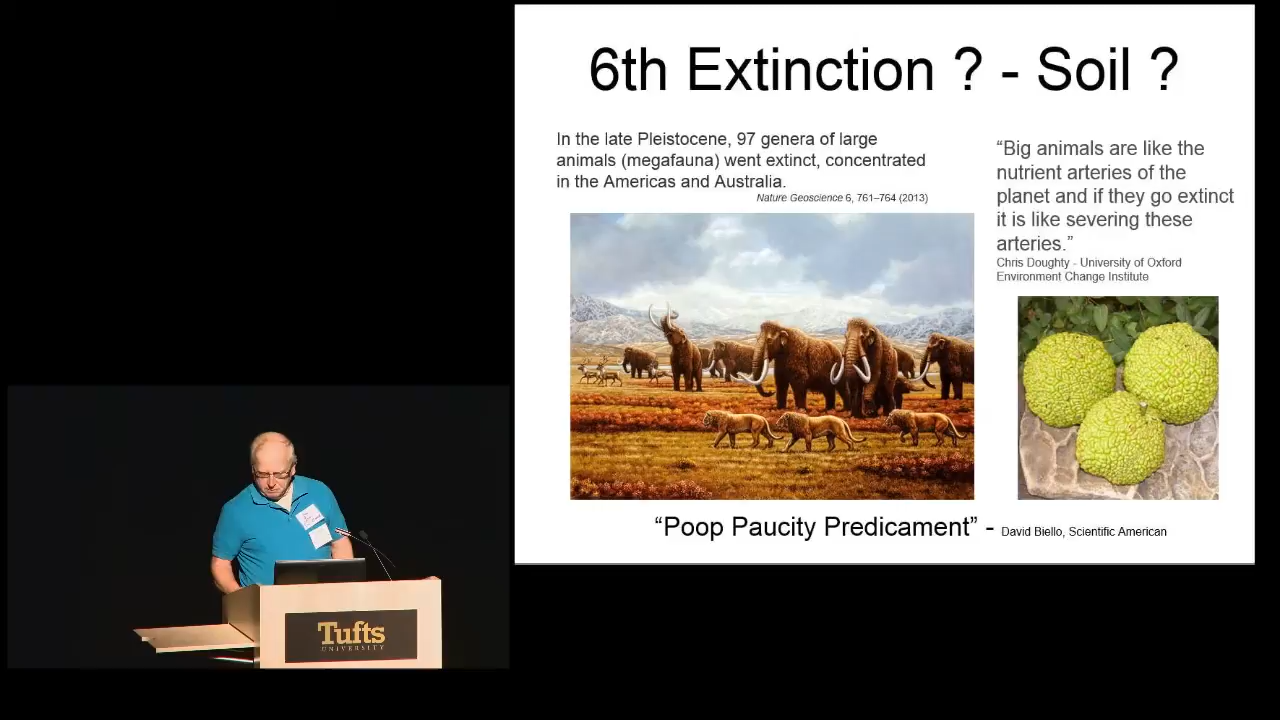 6th Extinction ? - Soil ?
In the late Pleistocene, 97 genera of large
animals (megafauna) went extinct, concentrated
in the Americas and Australia.
Nature Geoscience 6, 761–764 (2013)
“Big animals are like the
nutrient arteries of the
planet and if they go extinct
it is like severing these
arteries.”
Chris Doughty - University of Oxford
Environment Change Institute
“Poop Paucity Predicament” - David Biello, Scientific American
Tufts
UNIVERSITY